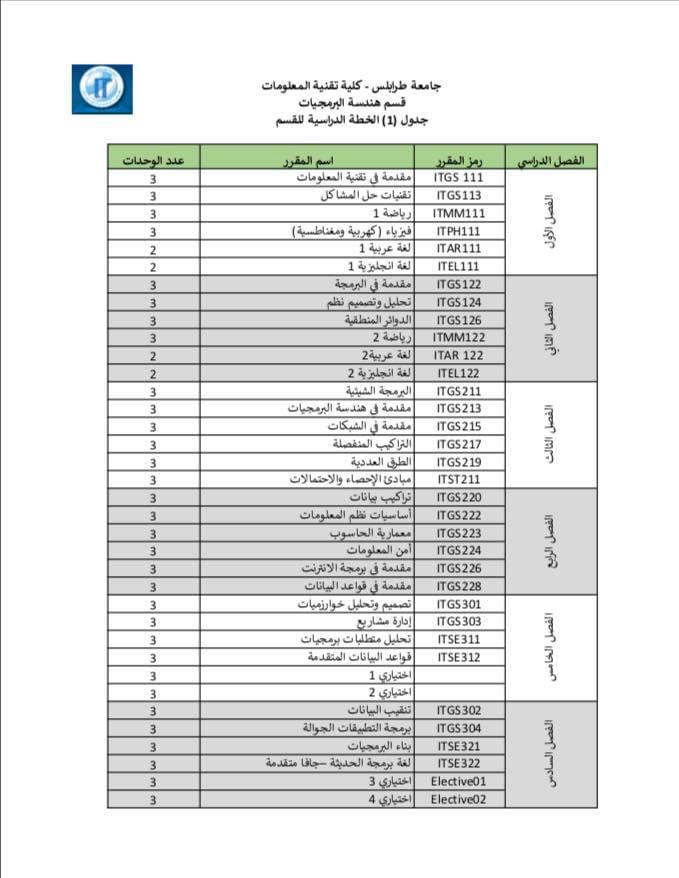 IT
جامعة طرابلس - كلية تقنية المعلومات
قسم هندسة البرمجيات
جدول (1) الخطة الدراسية للقسم
الفصل الدراسي رمز المقرر اسم المقرر عدد الوحدات
الفصل الأول
ITGS 111 مقدمة في تقنية المعلومات 3
ITGS113 تقنيات حل المشاكل 3
ITMM111 رياضة 1 3
ITPH111 فيزياء (كهربية ومغناطسية) 3
ITAR111 لغة عربية 1 2
ITEL111 لغة انجليزية 1 2
الفصل الثاني
ITGS122 مقدمة في البرمجة 3
ITGS124 تحليل وتصميم نظم 3
ITGS126 الدوائر المنطقية 3
ITMM122 رياضة 2 3
ITAR 122 لغة عربية2 2
ITEL122 لغة انجليزية 2 2
الفصل الثالث
ITGS211 البرمجة الشيئية 3
ITGS213 مقدمة في هندسة البرمجيات 3
ITGS215 مقدمة في الشبكات 3
ITGS217 التراكيب المنفصلة 3
ITGS219 الطرق العددية 3
ITST211 مبادئ الإحصاء والاحتمالات 3
الفصل الرابع
ITGS220 تراكيب بيانات 3
ITGS222 أساسيات نظم المعلومات 3
ITGS223 معمارية الحاسوب 3
ITGS224 أمن المعلومات 3
ITGS226 مقدمة في برمجة الانترنت 3
ITGS228 مقدمة في قواعد البيانات 3
الفصل الخامس
ITGS301 تصميم وتحليل خوارزميات 3
ITGS303 إدارة مشاريع 3
ITSE311 تحليل متطلبات برمجيات 3
ITSE312 قواعد البيانات المتقدمة 3
اختياري 1 3
اختياري 2 3
الفصل السادس
ITGS302 تنقيب البيانات 3
ITGS304 برمجة التطبيقات الجوالة 3
ITSE321 بناء البرمجيات 3
ITSE322 لغة برمجة الحديثة –جافا متقدمة 3
Elective01 اختياري 3 3
Elective02 اختياري 4 3